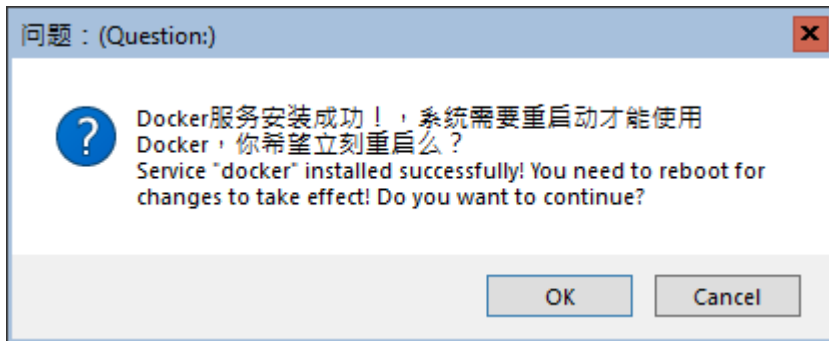 问题：(Question:)
Docker服务安装成功！，系统需要重启动才能使用
Docker，你希望立刻重启么？
Service "docker" installed successfully! You need to reboot for
changes to take effect! Do you want to continue?
OK
Cancel